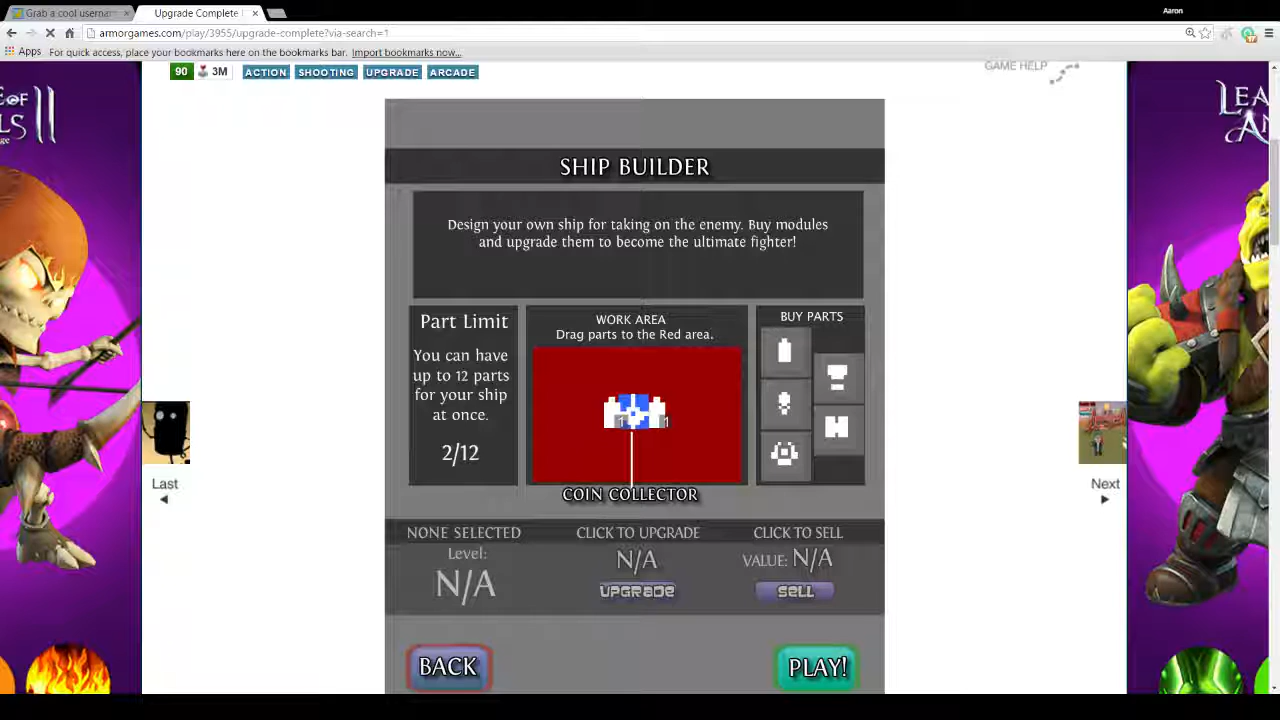 Grab a cool userna
Upgrade Complete
Aaron
armorgames.com/play/3955/upgrade-complete?via-search=1
Apps For quick access, place your bookmarks here on the bookmarks bar. Import bookmarks now...
90 3M ACTION SHOOTING UPGRADE ARCADE
GAME HELP
SHIP BUILDER
Design your own ship for taking on the enemy. Buy modules
and upgrade them to become the ultimate fighter!
Part Limit
You can have
up to 12 parts
for your ship
at once.
2/12
WORK AREA
Drag parts to the Red area.
1 1
COIN COLLECTOR
BUY PARTS
Last
Next
NONE SELECTED
Level:
N/A
CLICK TO UPGRADE
N/A
UPGRADE
CLICK TO SELL
VALUE: N/A
SELL
BACK
PLAY!